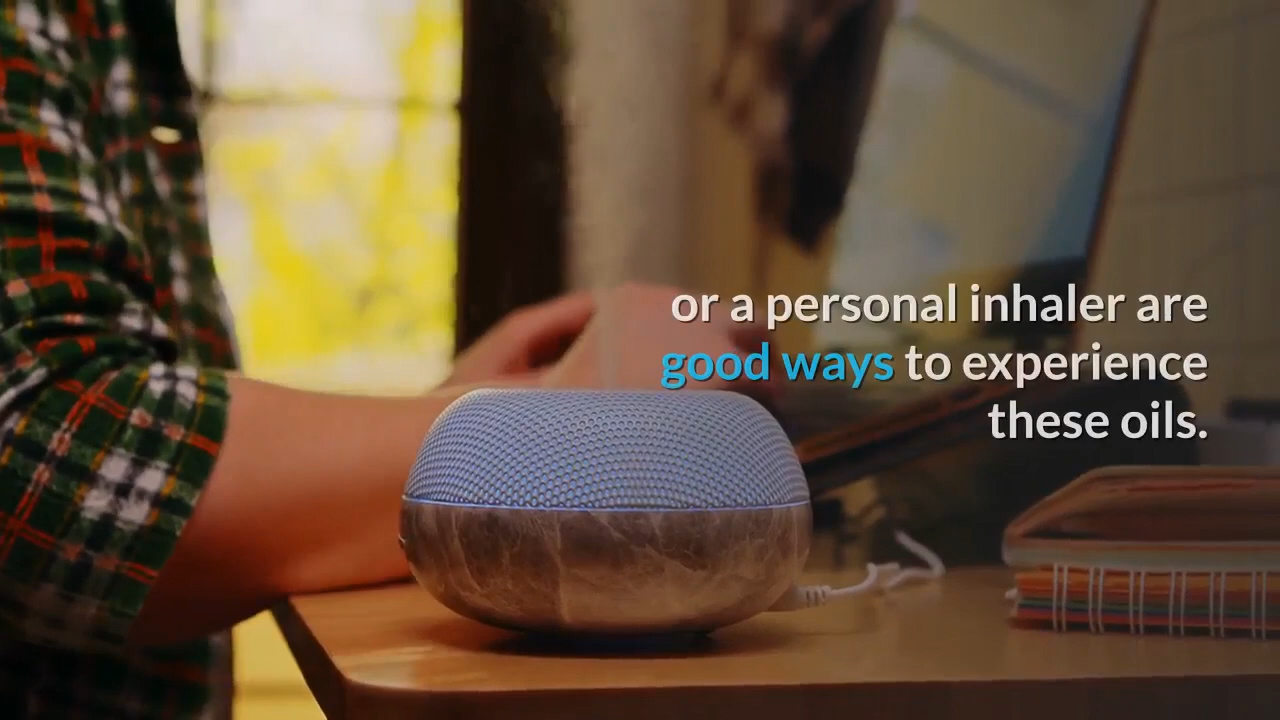 or a personal inhaler are
good ways to experience
these oils.